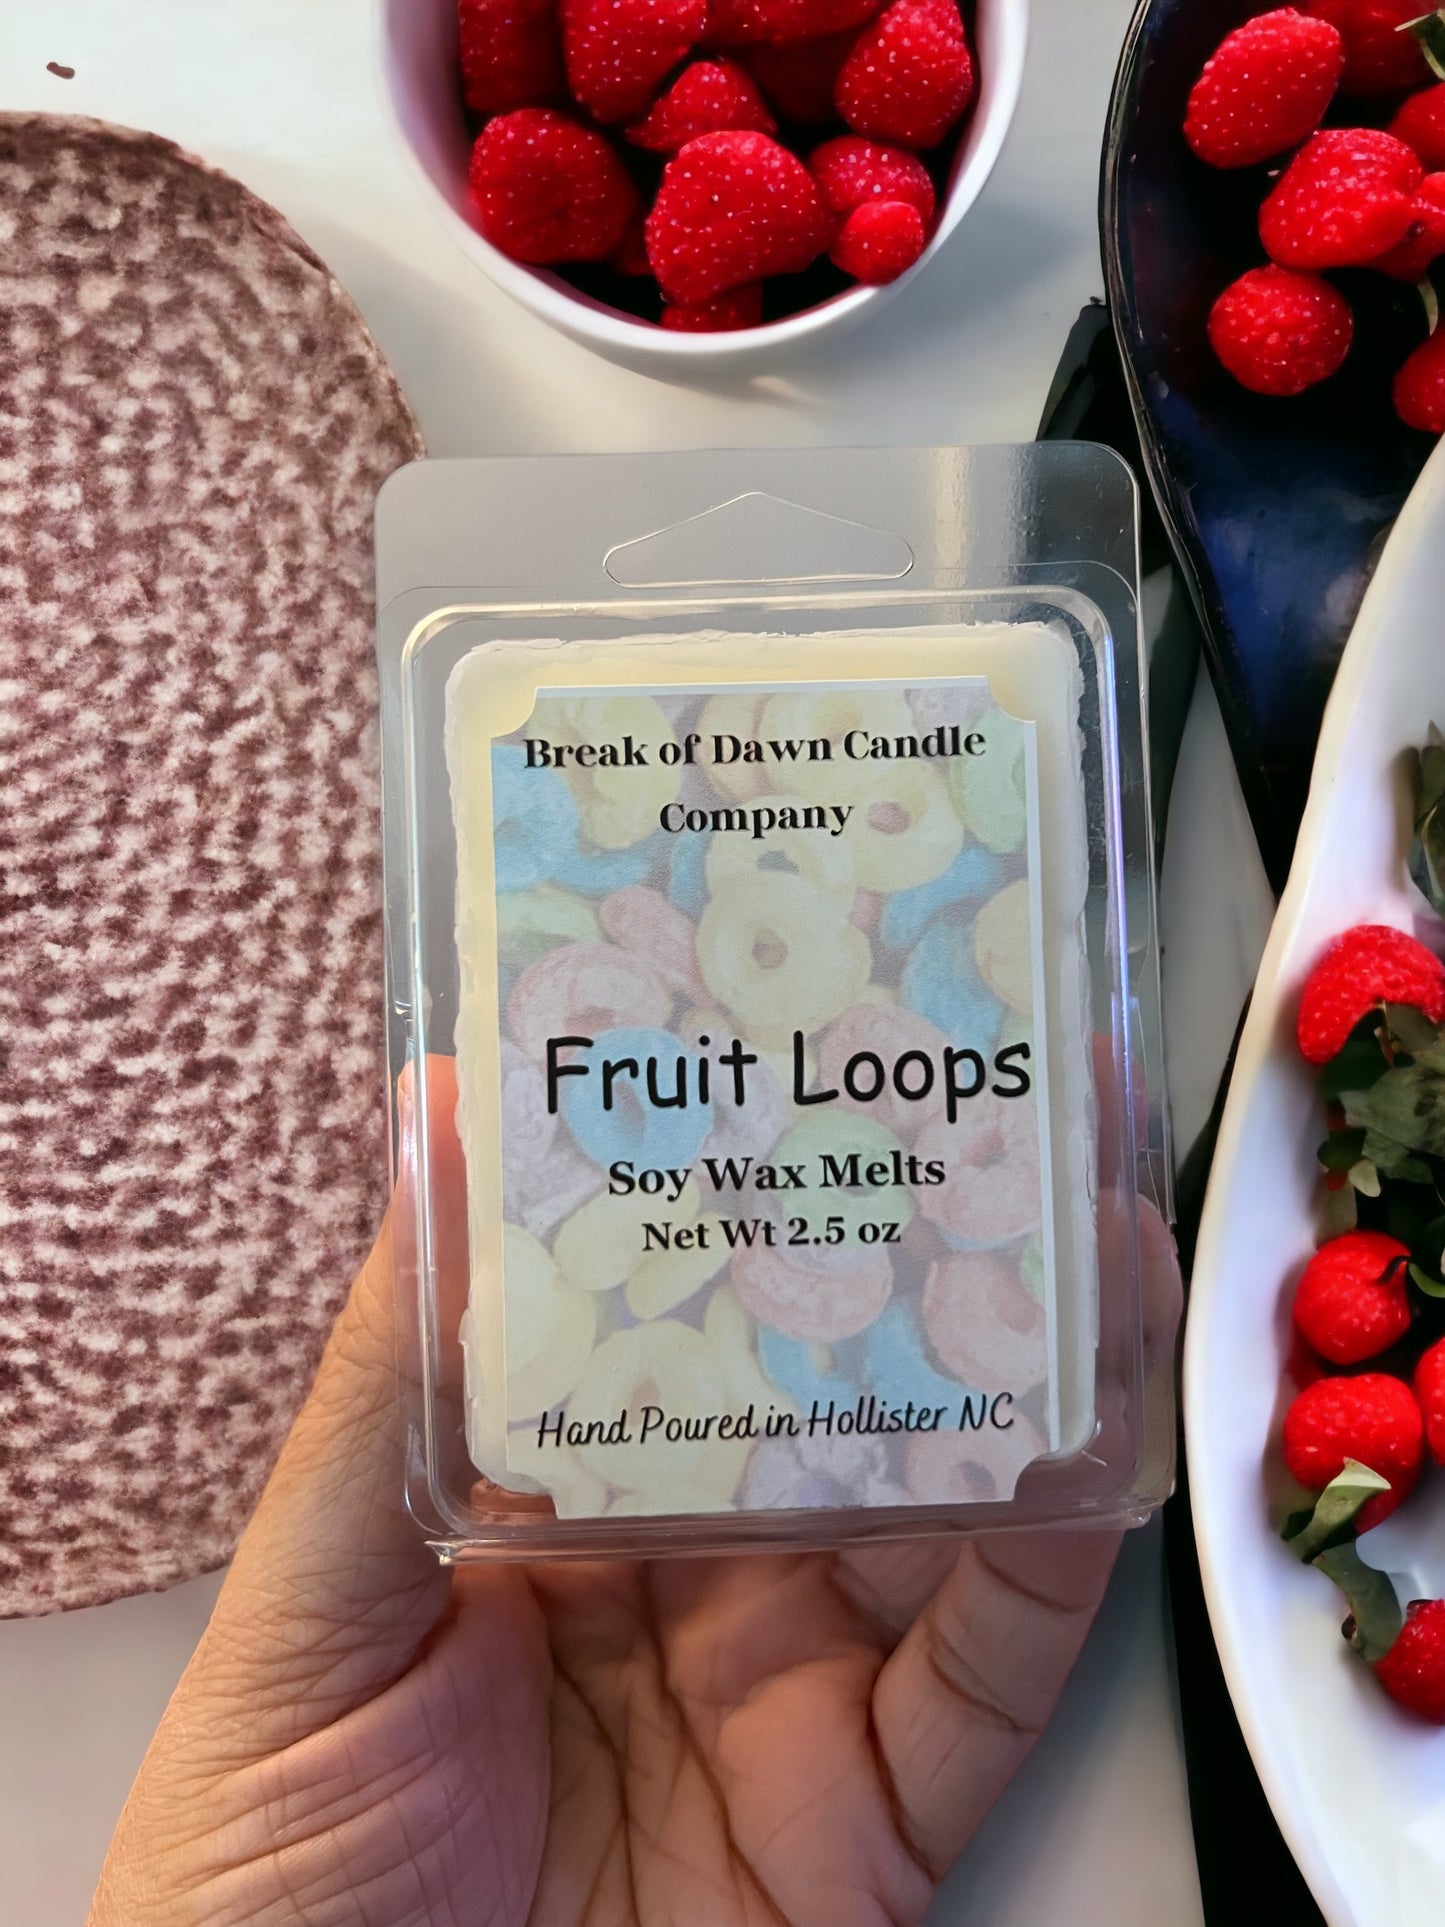 Break of Dawn Candle
Company
Fruit Loops
Soy Wax Melts
Net Wt 2.5 oz
Hand Poured in Hollister NC